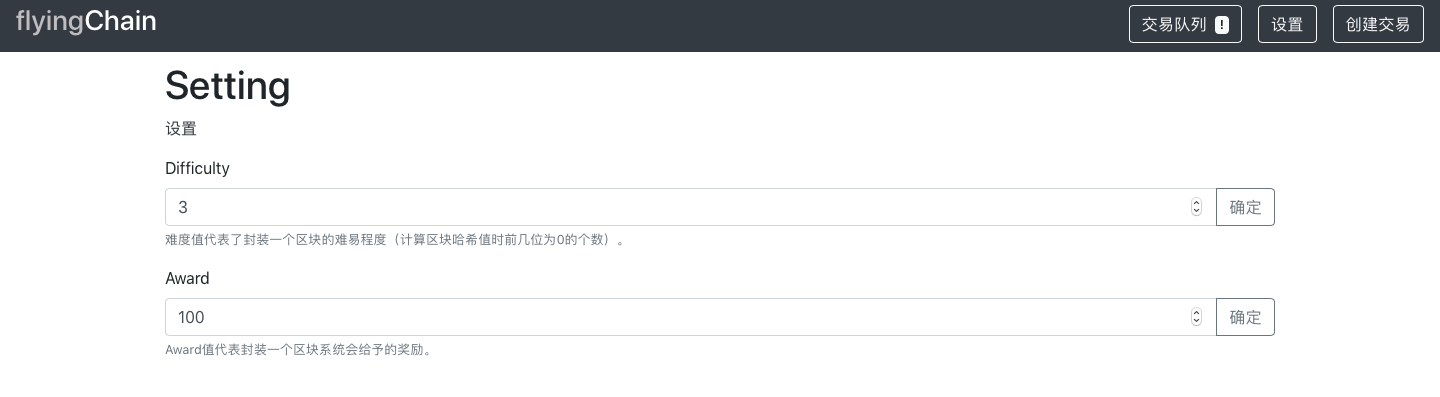 flyingChain
交易队列 !
设置
创建交易
Setting
设置
Difficulty
3
确定
难度值代表了封装一个区块的难易程度（计算区块哈希值时前几位为0的个数）。
Award
100
确定
Award值代表封装一个区块系统会给予的奖励。